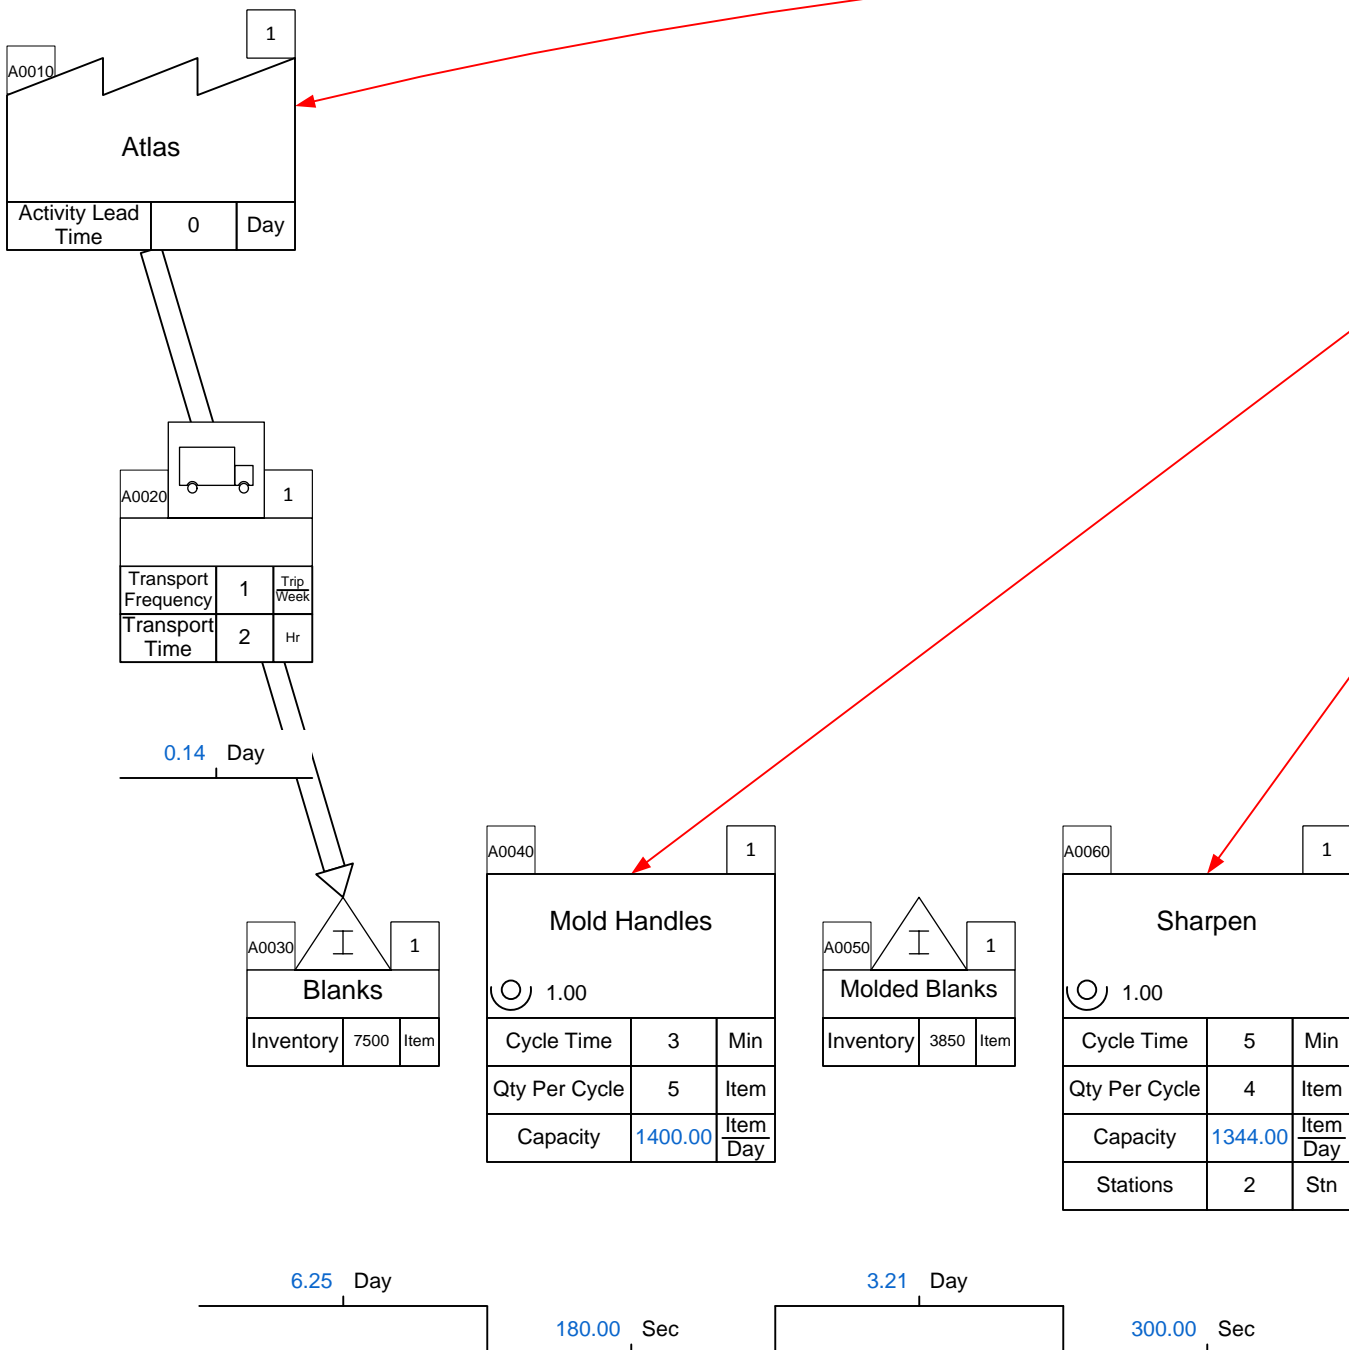 1
A0010
Atlas
Activity Lead
Time
0
Day
A0020
1
Transport
Frequency
1
Trip
Week
Transport
Time
2
Hr
0.14 Day
A0030
1
Blanks
Inventory
7500
Item
A0040
1
Mold Handles
1.00
Cycle Time
3
Min
Qty Per Cycle
5
Item
Capacity
1400.00
Item
Day
A0050
1
Molded Blanks
Inventory
3850
Item
A0060
1
Sharpen
1.00
Cycle Time
5
Min
Qty Per Cycle
4
Item
Capacity
1344.00
Item
Day
Stations
2
Stn
6.25 Day
180.00 Sec
3.21 Day
300.00 Sec